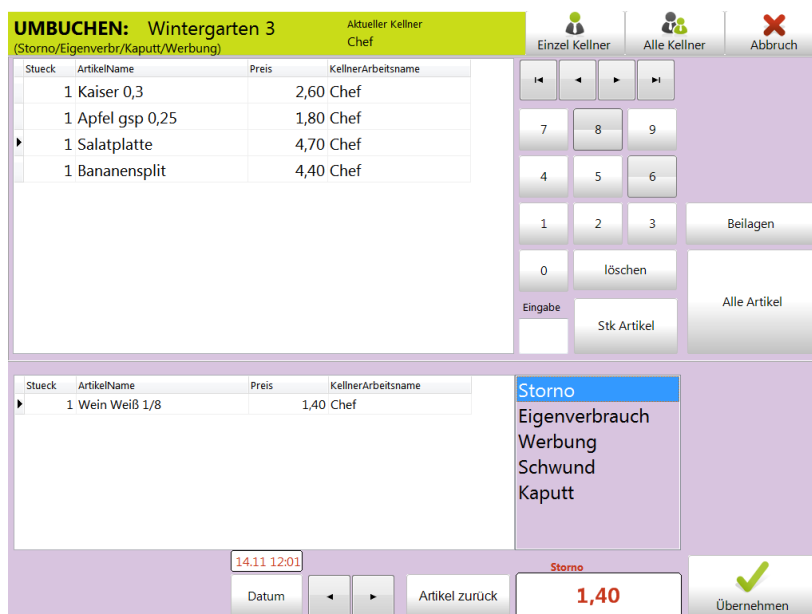 UMBUCHEN: Wintergarten 3
(Storno/Eigenverbr/Kaputt/Werbung)
Aktueller Kellner
Chef
Einzel Kellner
Alle Kellner
Abbruch
Stueck ArtikelName Preis KellnerArbeitsname
1 Kaiser 0,3 2,60 Chef
1 Apfel gsp 0,25 1,80 Chef
1 Salatplatte 4,70 Chef
1 Bananensplit 4,40 Chef
7 8 9
4 5 6
1 2 3
Beilagen
0 löschen
Eingabe
Stk Artikel
Alle Artikel
Stueck ArtikelName Preis KellnerArbeitsname
1 Wein Weiß 1/8 1,40 Chef
Storno
Eigenverbrauch
Werbung
Schwund
Kaputt
14.11 12:01
Datum
Artikel zurück
Storno
1,40
Übernehmen